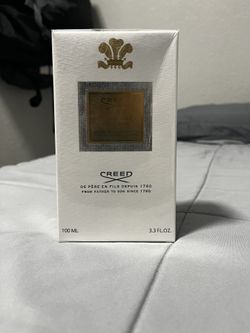 CREED
CREED
DE PÈRE EN FILS DEPUIS 1760
FROM FATHER TO SON SINCE 1760
100 ML
3.3 FL.OZ.